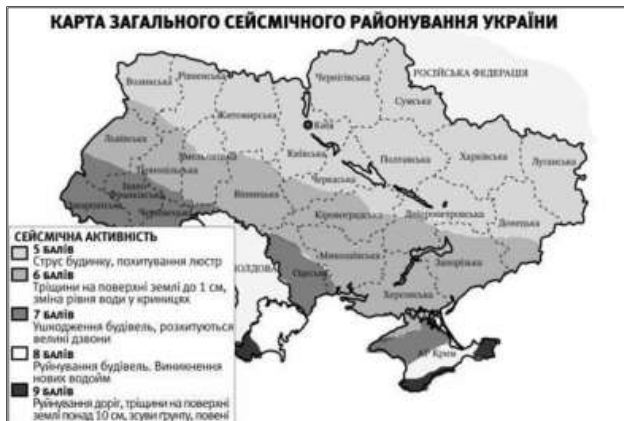 КАРТА ЗАГАЛЬНОГО СЕЙСМІЧНОГО РАЙОНУВАННЯ УКРАЇНИ
РОСІЙСЬКА ФЕДЕРАЦІЯ
Волинська
Рівненська
Чернігівська
Сумська
Житомирська
Київ
Львівська
Тернопільська
Хмельницька
Київська
Полтавська
Харківська
Луганська
Черкаська
Вінницька
Івано-
Франківська
Закарпатська
Кіровоградська
Дніпропетровська
Донецька
Миколаївська
Запорізька
Одеська
Херсонська
АР Крим
МОЛДОВА
СЕЙСМІЧНА АКТИВНІСТЬ
5 БАЛІВ
Струс будинку, похитування люстр
6 БАЛІВ
Тріщини на поверхні землі до 1 см,
зміна рівня води у криницях
7 БАЛІВ
Ушкодження будівель, розхитуються
великі дзвони
8 БАЛІВ
Руйнування будівель. Виникнення
нових водойм
9 БАЛІВ
Руйнування доріг, тріщини на поверхні
землі понад 10 см, зсуви ґрунту, повені